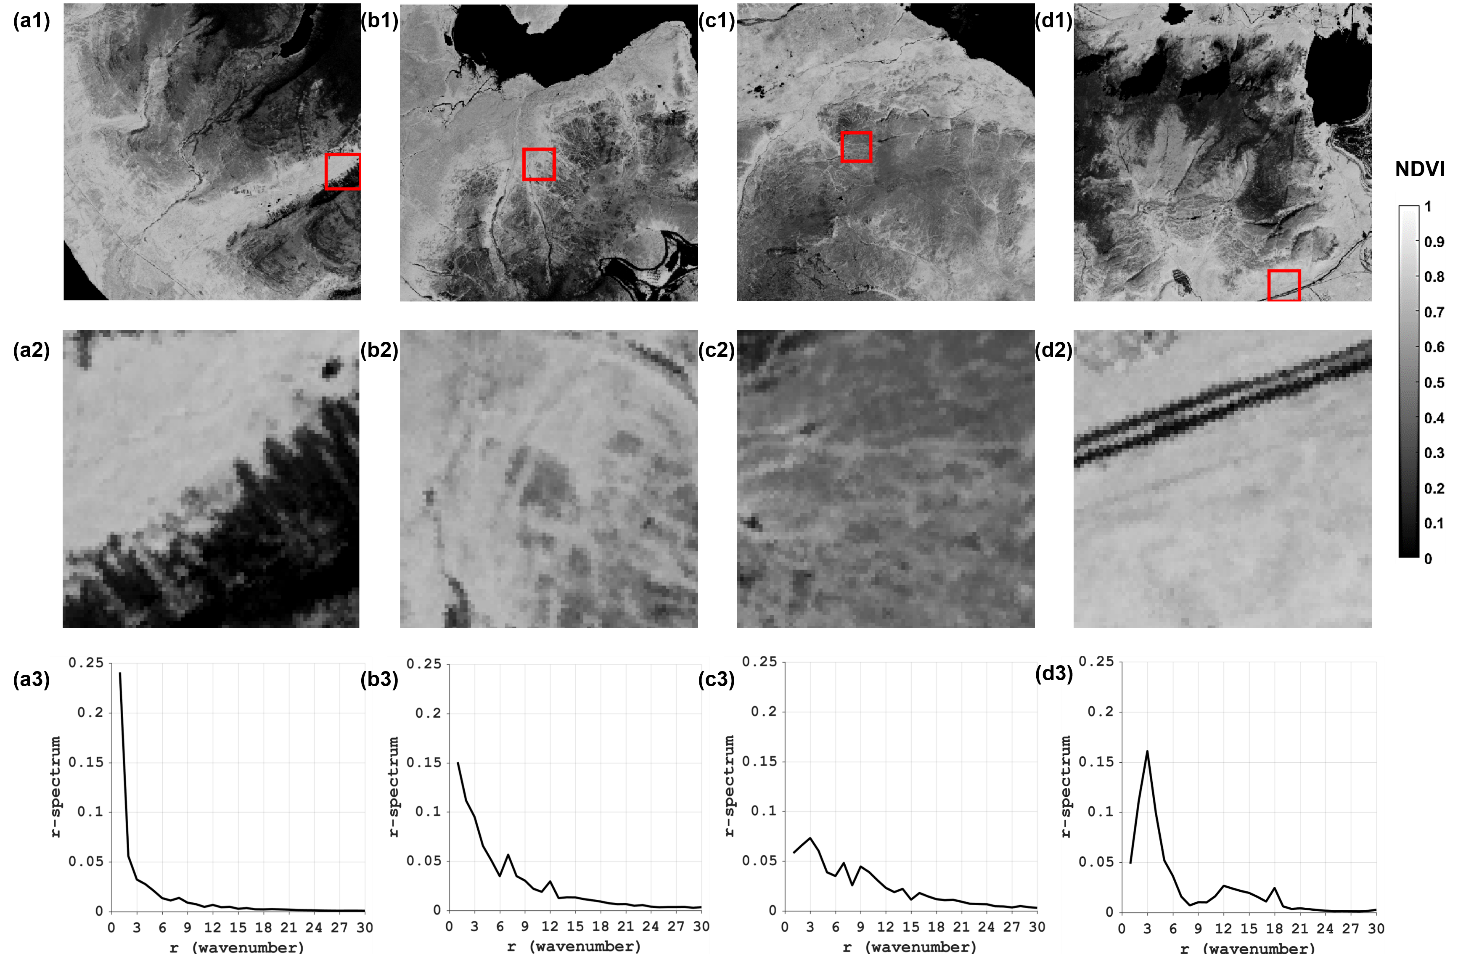 (a1) (b1) (c1) (d1)
NDVI
1
0.9
0.8
0.7
0.6
0.5
0.4
0.3
0.2
0.1
0
(a2) (b2) (c2) (d2)
(a3)
0.25
0.2
0.15
0.1
0.05
0
r-spectrum
0 3 6 9 12 15 18 21 24 27 30
r (wavenumber)
(b3)
0.25
0.2
0.15
0.1
0.05
0
r-spectrum
0 3 6 9 12 15 18 21 24 27 30
r (wavenumber)
(c3)
0.25
0.2
0.15
0.1
0.05
0
r-spectrum
0 3 6 9 12 15 18 21 24 27 30
r (wavenumber)
(d3)
0.25
0.2
0.15
0.1
0.05
0
r-spectrum
0 3 6 9 12 15 18 21 24 27 30
r (wavenumber)